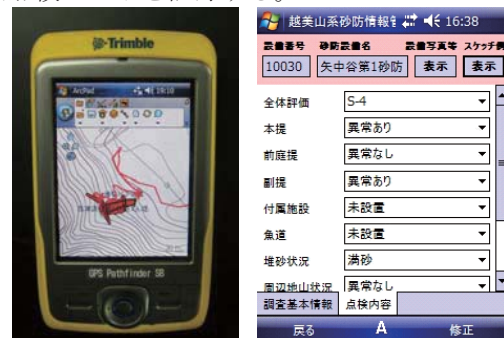 Trimble
ArcPad
19:10
GPS Pathfinder SB
越美山系砂防情報
16:38
設備番号 砂防設備名 設備写真等 スケッチ
10030 矢中谷第1砂防 表示 表示
全体評価 S-4
本提 異常あり
前庭提 異常なし
副提 異常あり
付属施設 未設置
魚道 未設置
堆砂状況 満砂
周辺地山状況 異常なし
調査基本情報 点検内容
戻る A 修正